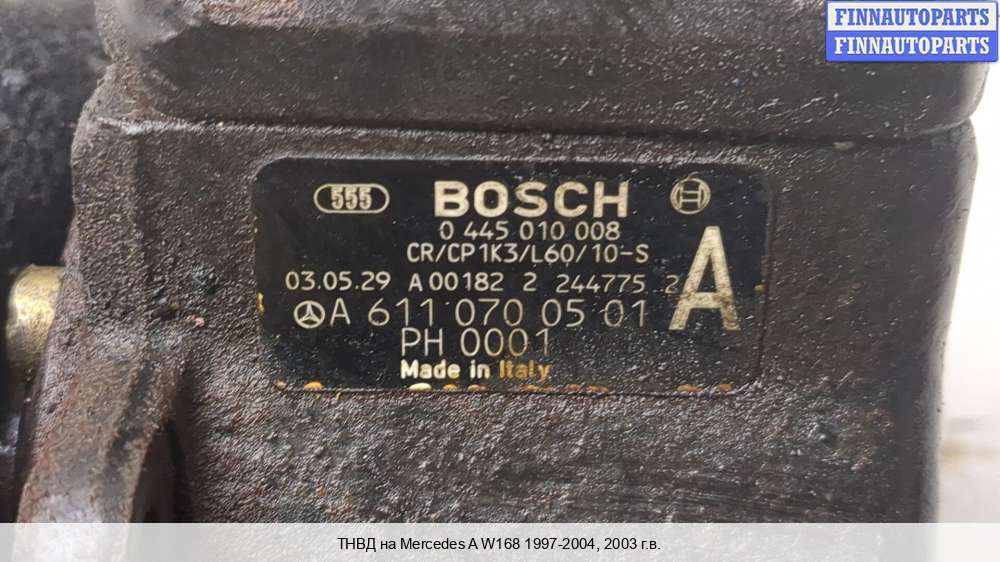 FINNAUTOPARTS
FINNAUTOPARTS
555 BOSCH
0 445 010 008
CR/CP1K3/L60/10-S
03.05.29 A00182 2 244775 2
A
A 611 070 05 01
PH 0001
Made in Italy
ТНВД на Mercedes A W168 1997-2004, 2003 г.в.